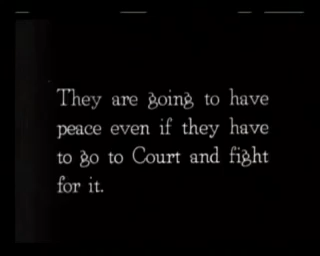 They are going to have
peace even if they have
to go to Court and fight
for it.